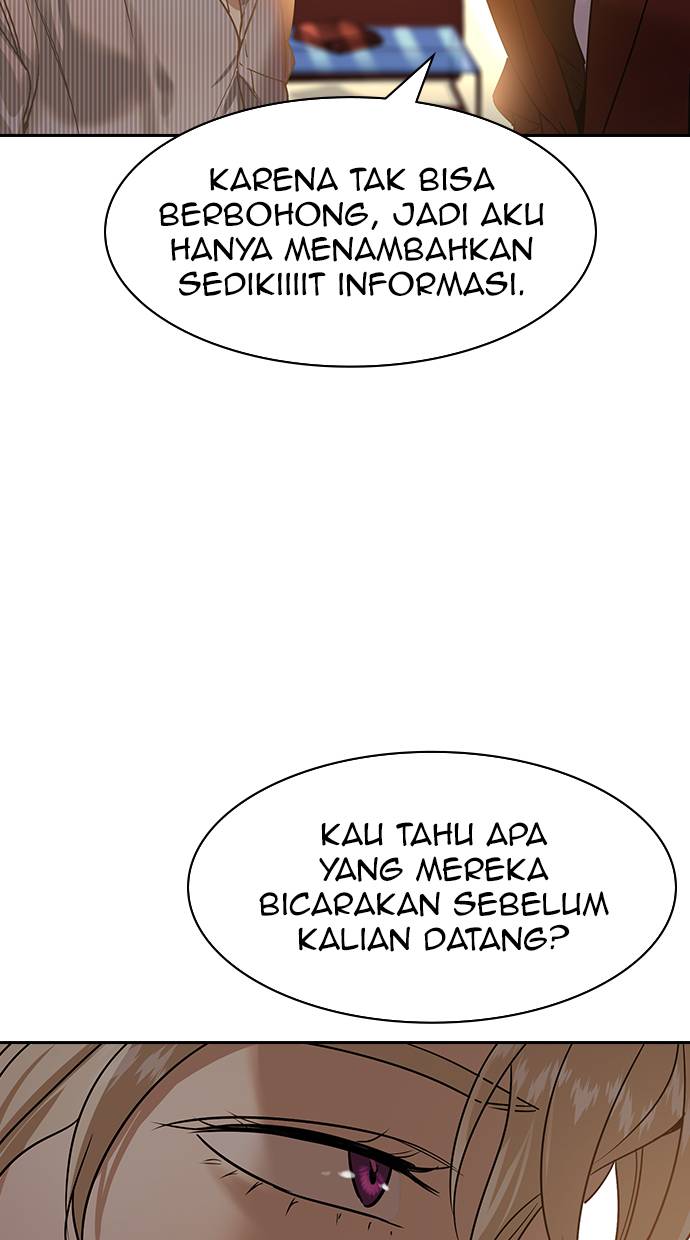 KARENA TAK BISA
BERBOHONG, JADI AKU
HANYA MENAMBAHKAN
SEDIKIIIIT INFORMASI.
KAU TAHU APA
YANG MEREKA
BICARAKAN SEBELUM
KALIAN DATANG?